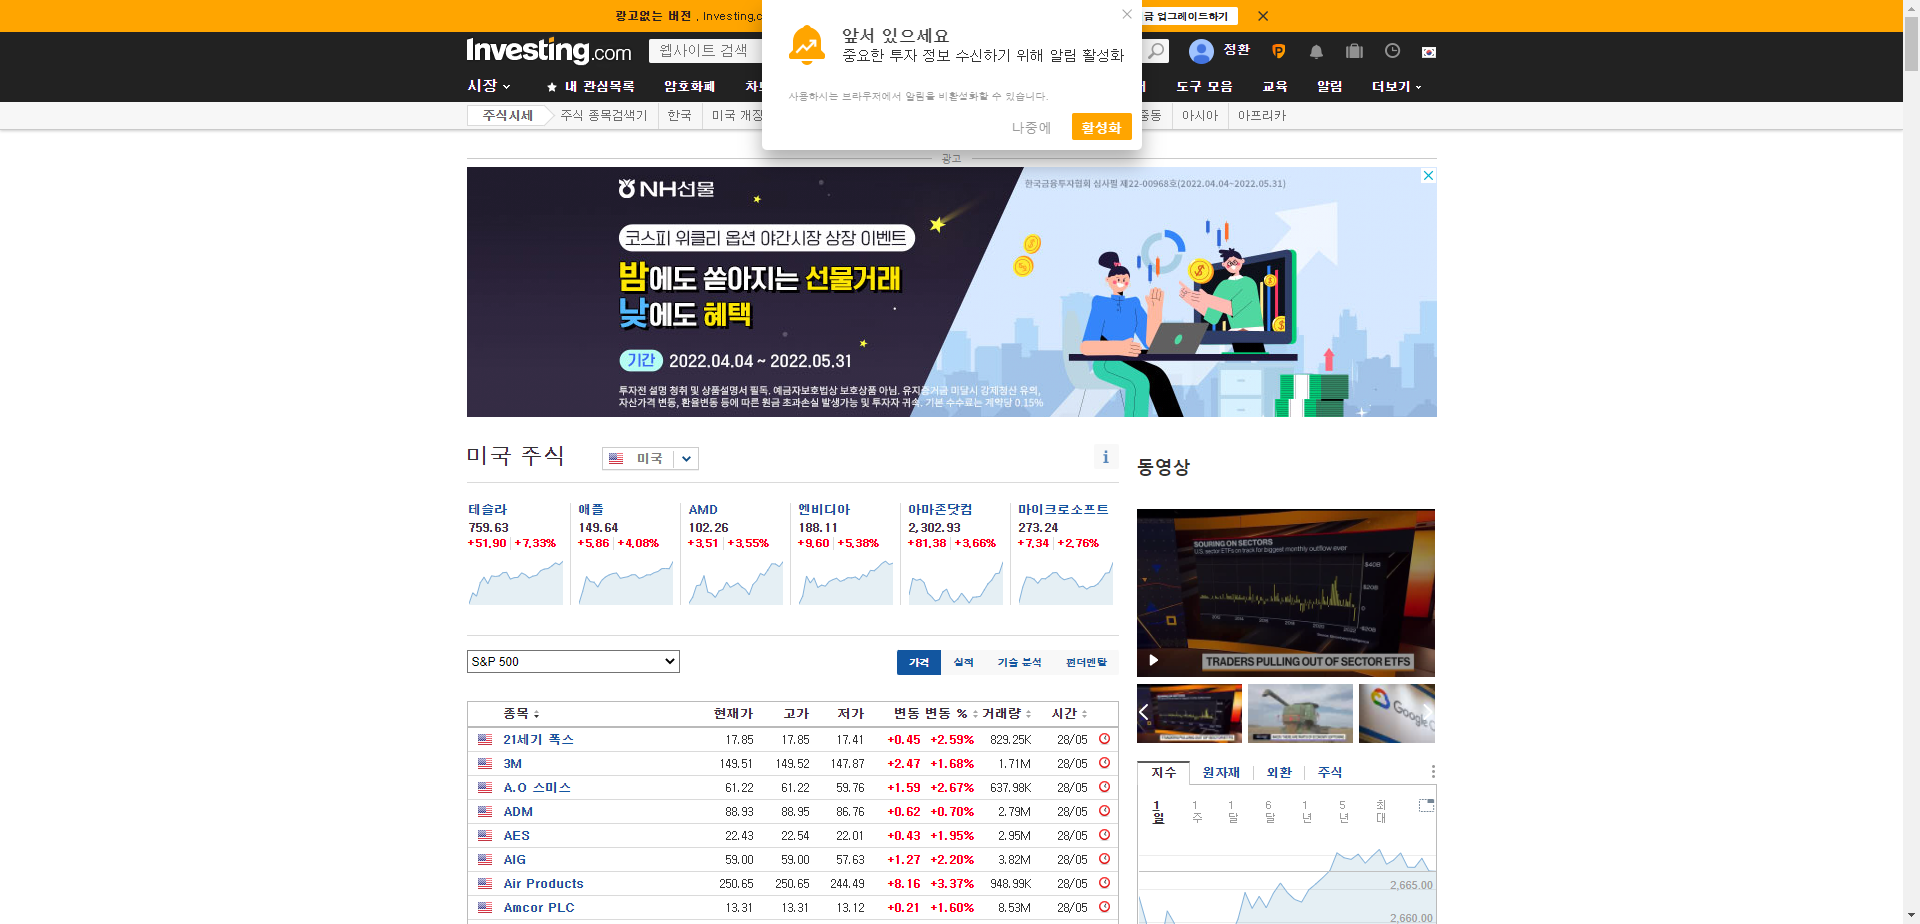 광고없는 버전 . Investing.c
금 업그레이드하기
앞서 있으세요
중요한 투자 정보 수신하기 위해 알림 활성화
사용하시는 브라우저에서 알림을 비활성화할 수 있습니다.
나중에
활성화
Investing.com
웹사이트 검색
정환
시장
내 관심목록
암호화폐
도구 모음
교육
알림
더보기
주식시세
주식 종목검색기
한국
미국 개장
중동
아시아
아프리카
광고
NH선물
한국금융투자협회 심사필 제22-00968호(2022.04.04~2022.05.31)
코스피 위클리 옵션 야간시장 상장 이벤트
밤에도 쏟아지는 선물거래
낮에도 혜택
기간 2022.04.04 ~ 2022.05.31
투자전 설명 청취 및 상품설명서 필독. 예금자보호법상 보호상품 아님. 유지증거금 미달시 강제청산 유의,
자산가격 변동, 환율변동 등에 따른 원금 초과손실 발생가능 및 투자자 귀속. 기본 수수료는 계약당 0.15%
미국 주식
미국
i
동영상
테슬라
759.63
+51.90 +7.33%
애플
149.64
+5.86 +4.08%
AMD
102.26
+3.51 +3.55%
엔비디아
188.11
+9.60 +5.38%
아마존닷컴
2,302.93
+81.38 +3.66%
마이크로소프트
273.24
+7.34 +2.76%
SOURING ON SECTORS
U.S. sector ETFs on track for biggest monthly outflow ever
$40B
$20B
0
-$20B
TRADERS PULLING OUT OF SECTOR ETFS
S&P 500
가격
실적
기술 분석
펀더멘탈
종목 현재가 고가 저가 변동 변동 % 거래량 시간
21세기 폭스 17.85 17.85 17.41 +0.45 +2.59% 829.25K 28/05
3M 149.51 149.52 147.87 +2.47 +1.68% 1.71M 28/05
A.O 스미스 61.22 61.22 59.76 +1.59 +2.67% 637.98K 28/05
ADM 88.93 88.95 86.76 +0.62 +0.70% 2.79M 28/05
AES 22.43 22.54 22.01 +0.43 +1.95% 2.95M 28/05
AIG 59.00 59.00 57.63 +1.27 +2.20% 3.82M 28/05
Air Products 250.65 250.65 244.49 +8.16 +3.37% 948.99K 28/05
Amcor PLC 13.31 13.31 13.12 +0.21 +1.60% 8.53M 28/05
Google
지수
원자재
외환
주식
1일
1주
1달
6달
1년
5년
최대
2,665.00
2,660.00